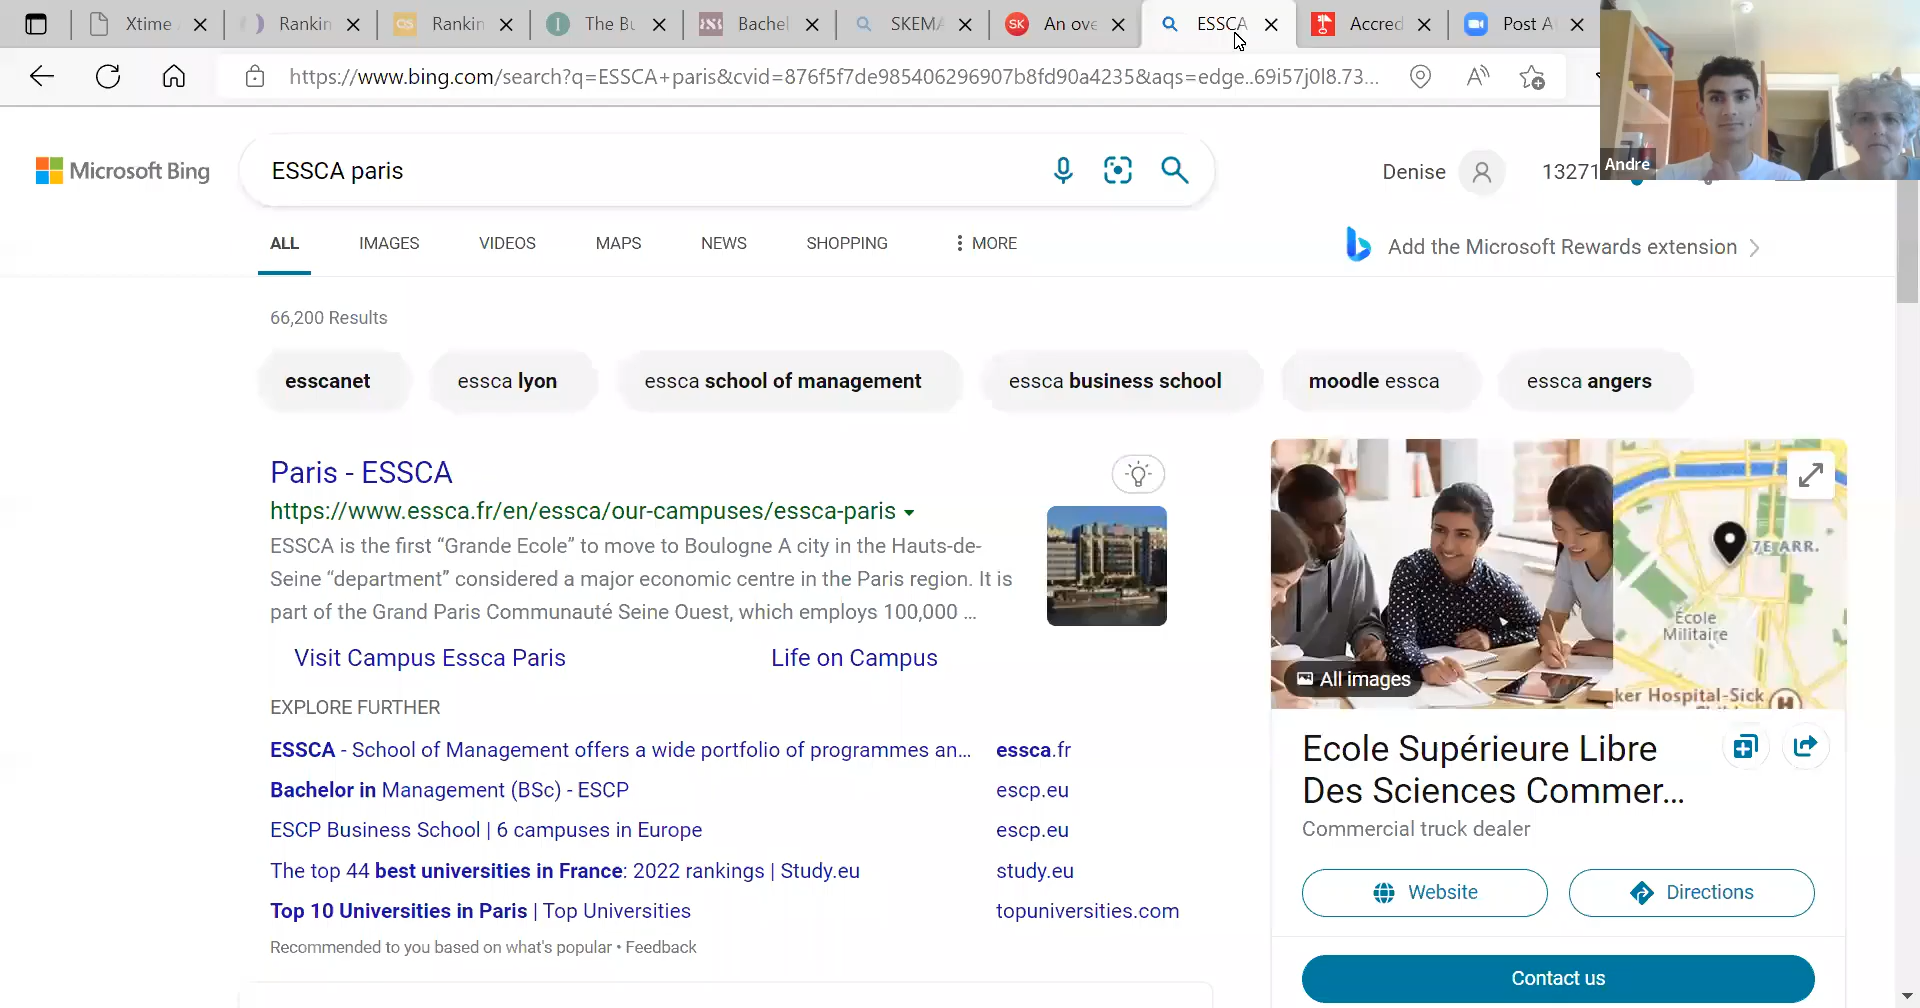 Xtime
Rankin
Rankin
The Bu
Bachel
SKEMA
An ove
ESSCA
Accred
Post A
https://www.bing.com/search?q=ESSCA+paris&cvid=876f5f7de985406296907b8fd90a4235&aqs=edge..69i57j0l8.73...
Andre
Microsoft Bing
ESSCA paris
Denise
13271
ALL
IMAGES
VIDEOS
MAPS
NEWS
SHOPPING
MORE
Add the Microsoft Rewards extension
66,200 Results
esscanet
essca lyon
essca school of management
essca business school
moodle essca
essca angers
Paris - ESSCA
https://www.essca.fr/en/essca/our-campuses/essca-paris
ESSCA is the first “Grande Ecole” to move to Boulogne A city in the Hauts-de-
Seine “department” considered a major economic centre in the Paris region. It is
part of the Grand Paris Communauté Seine Ouest, which employs 100,000 ...
Visit Campus Essca Paris
Life on Campus
EXPLORE FURTHER
ESSCA - School of Management offers a wide portfolio of programmes an...
essca.fr
Bachelor in Management (BSc) - ESCP
escp.eu
ESCP Business School | 6 campuses in Europe
escp.eu
The top 44 best universities in France: 2022 rankings | Study.eu
study.eu
Top 10 Universities in Paris | Top Universities
topuniversities.com
Recommended to you based on what's popular • Feedback
7E ARR.
École
Militaire
ker Hospital-Sick
H
All images
Ecole Supérieure Libre
Des Sciences Commer...
Commercial truck dealer
Website
Directions
Contact us